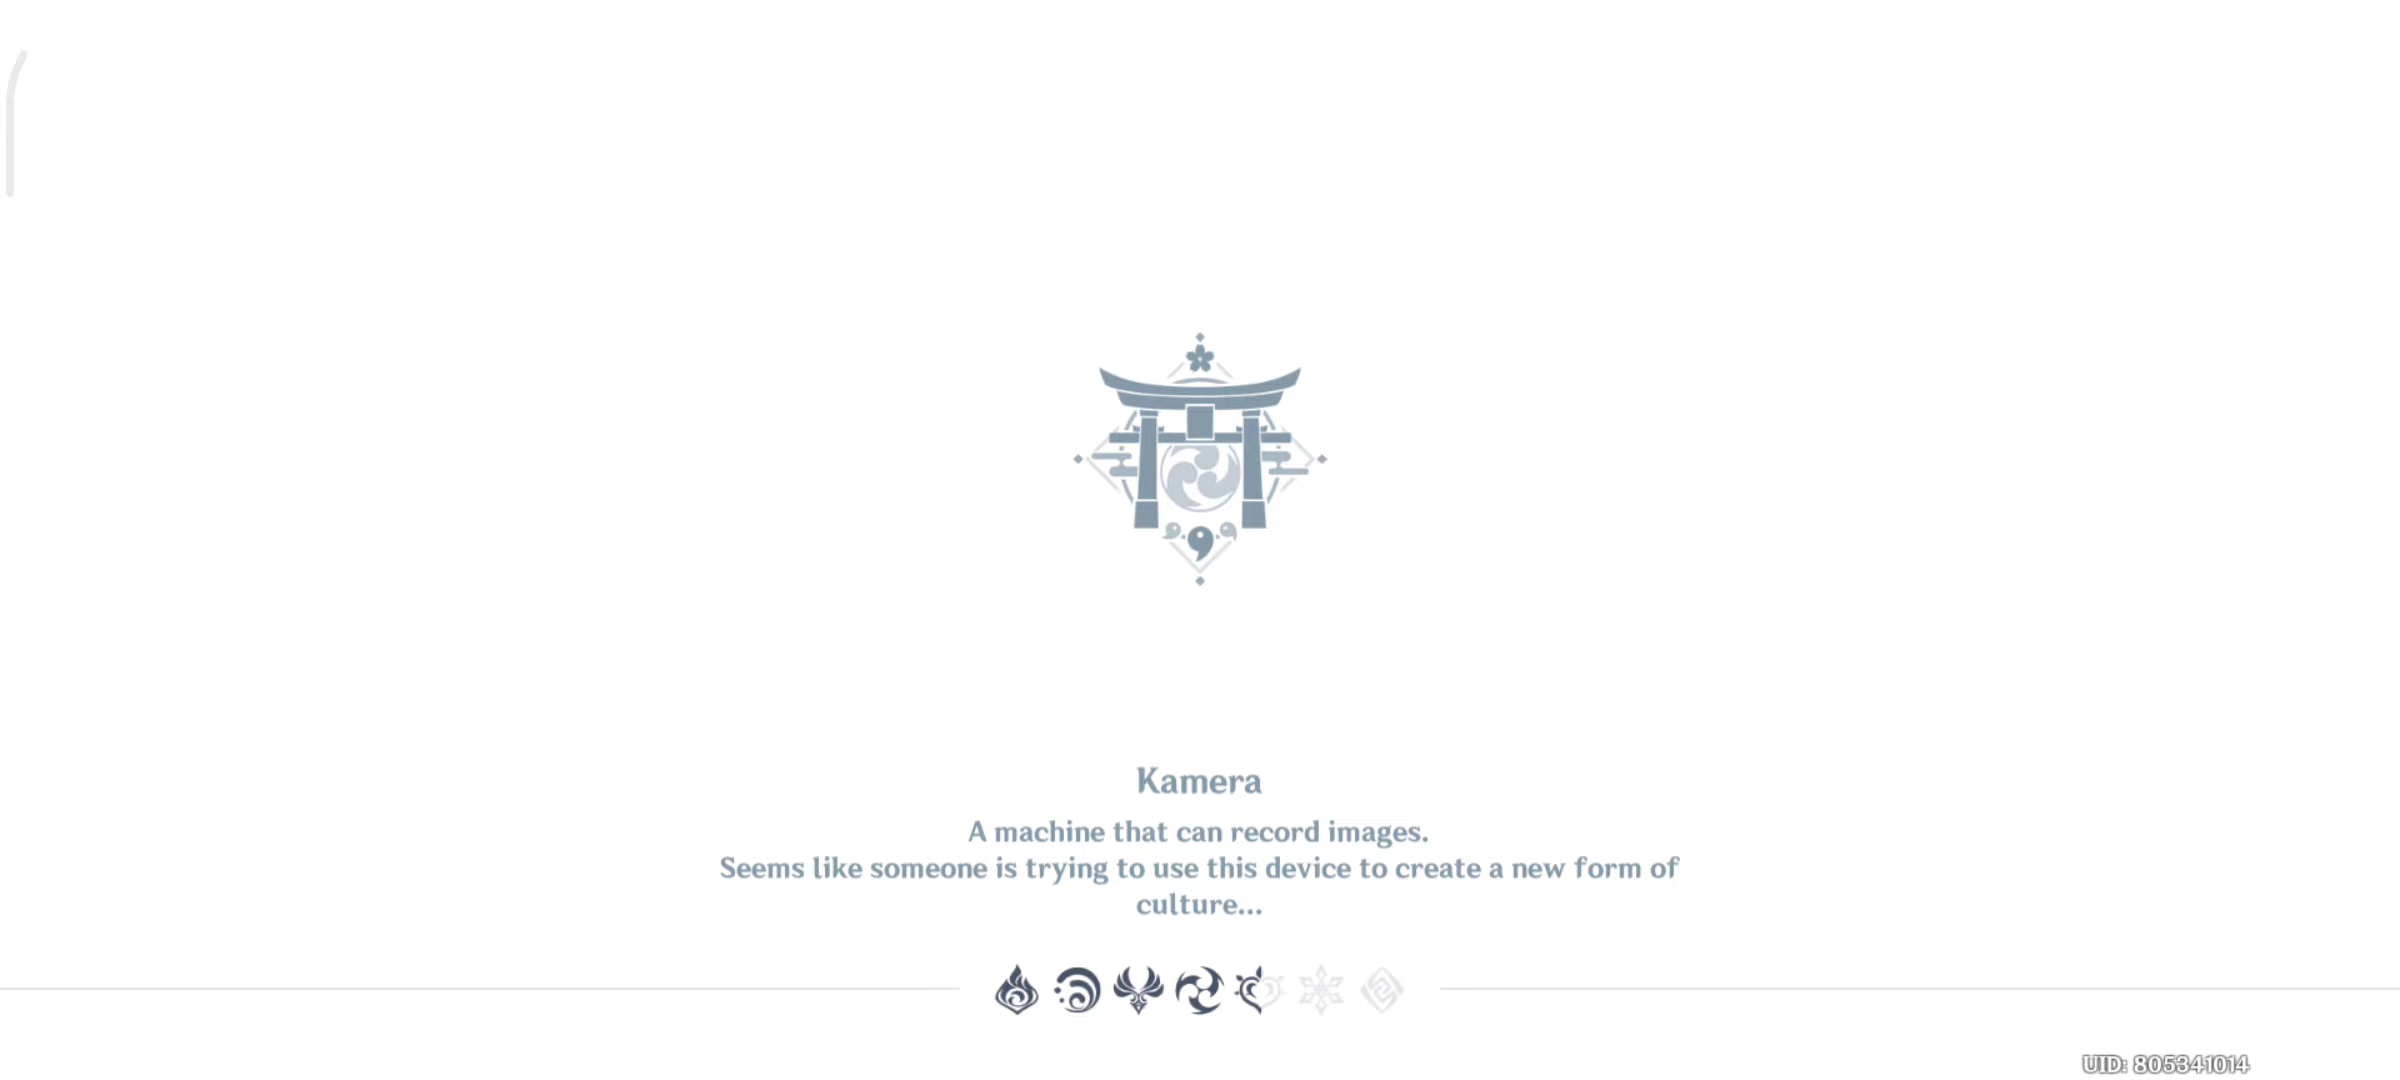 Kamera
A machine that can record images.
Seems like someone is trying to use this device to create a new form of
culture...
UID: 805341014